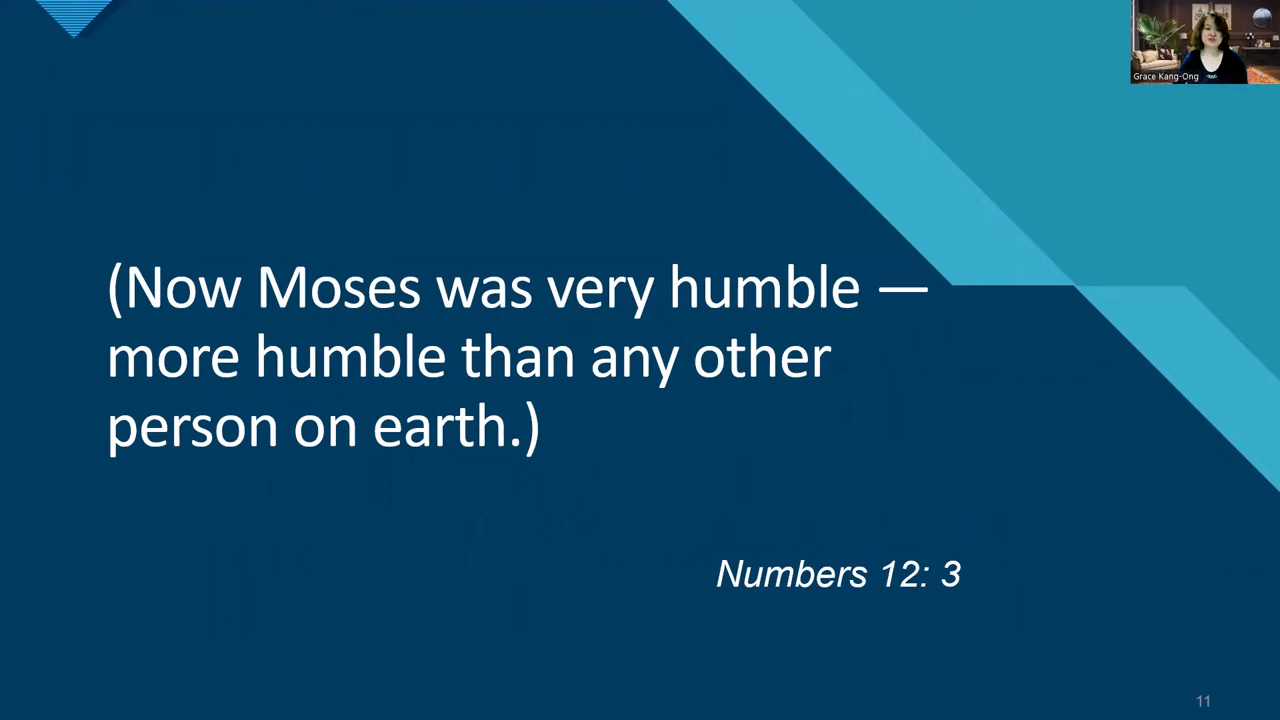 Grace Kang-Ong
(Now Moses was very humble —
more humble than any other
person on earth.)
Numbers 12: 3
11